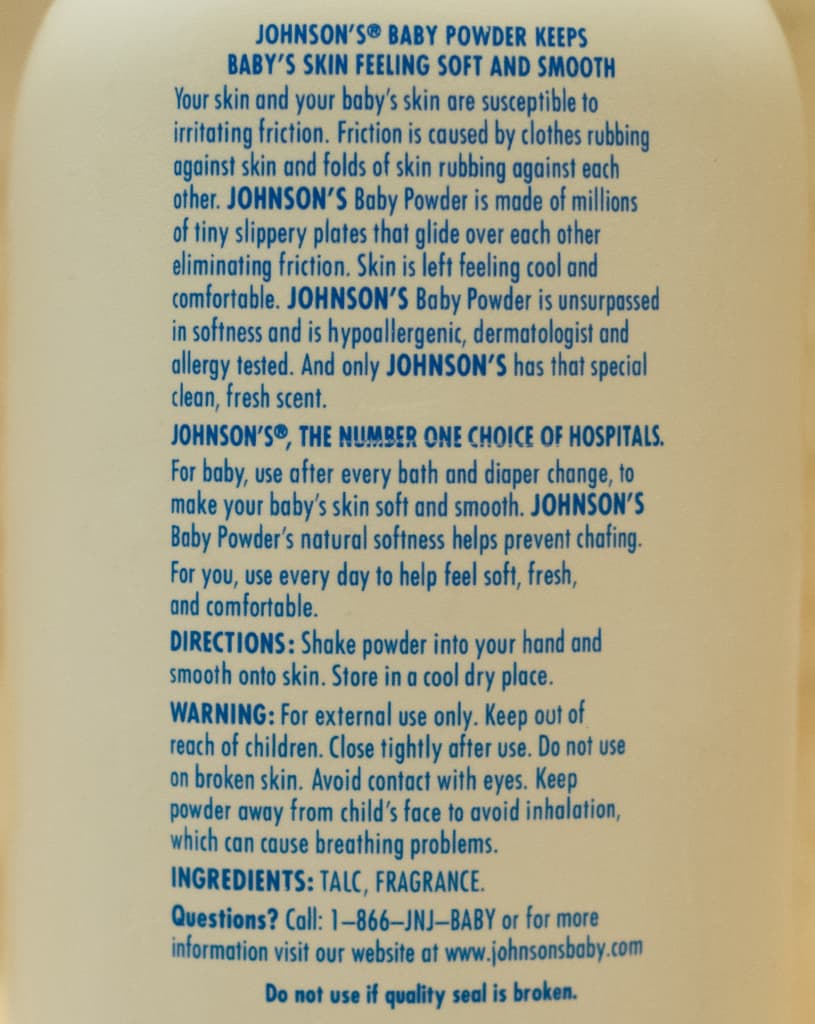 JOHNSON'S® BABY POWDER KEEPS
BABY'S SKIN FEELING SOFT AND SMOOTH
Your skin and your baby's skin are susceptible to
irritating friction. Friction is caused by clothes rubbing
against skin and folds of skin rubbing against each
other. JOHNSON'S Baby Powder is made of millions
of tiny slippery plates that glide over each other
eliminating friction. Skin is left feeling cool and
comfortable. JOHNSON'S Baby Powder is unsurpassed
in softness and is hypoallergenic, dermatologist and
allergy tested. And only JOHNSON'S has that special
clean, fresh scent.
JOHNSON'S®, THE NUMBER ONE CHOICE OF HOSPITALS.
For baby, use after every bath and diaper change, to
make your baby's skin soft and smooth. JOHNSON'S
Baby Powder's natural softness helps prevent chafing.
For you, use every day to help feel soft, fresh,
and comfortable.
DIRECTIONS: Shake powder into your hand and
smooth onto skin. Store in a cool dry place.
WARNING: For external use only. Keep out of
reach of children. Close tightly after use. Do not use
on broken skin. Avoid contact with eyes. Keep
powder away from child's face to avoid inhalation,
which can cause breathing problems.
INGREDIENTS: TALC, FRAGRANCE.
Questions? Call: 1–866–JNJ–BABY or for more
information visit our website at www.johnsonsbaby.com
Do not use if quality seal is broken.